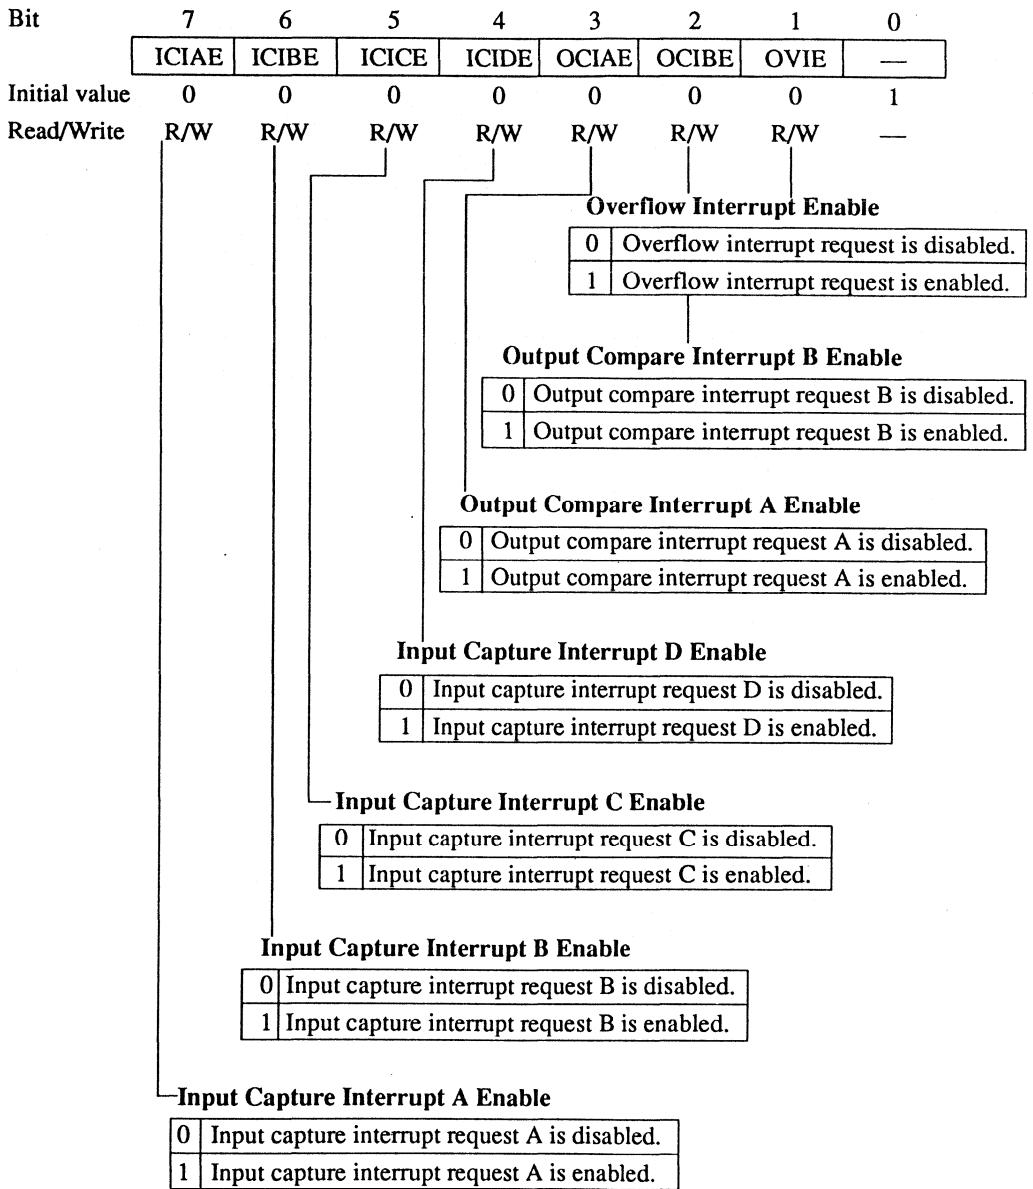 Bit 7 6 5 4 3 2 1 0
ICIAE ICIBE ICICE ICIDE OCIAE OCIBE OVIE —
Initial value 0 0 0 0 0 0 0 1
Read/Write R/W R/W R/W R/W R/W R/W R/W —
Overflow Interrupt Enable
0 Overflow interrupt request is disabled.
1 Overflow interrupt request is enabled.
Output Compare Interrupt B Enable
0 Output compare interrupt request B is disabled.
1 Output compare interrupt request B is enabled.
Output Compare Interrupt A Enable
0 Output compare interrupt request A is disabled.
1 Output compare interrupt request A is enabled.
Input Capture Interrupt D Enable
0 Input capture interrupt request D is disabled.
1 Input capture interrupt request D is enabled.
Input Capture Interrupt C Enable
0 Input capture interrupt request C is disabled.
1 Input capture interrupt request C is enabled.
Input Capture Interrupt B Enable
0 Input capture interrupt request B is disabled.
1 Input capture interrupt request B is enabled.
Input Capture Interrupt A Enable
0 Input capture interrupt request A is disabled.
1 Input capture interrupt request A is enabled.